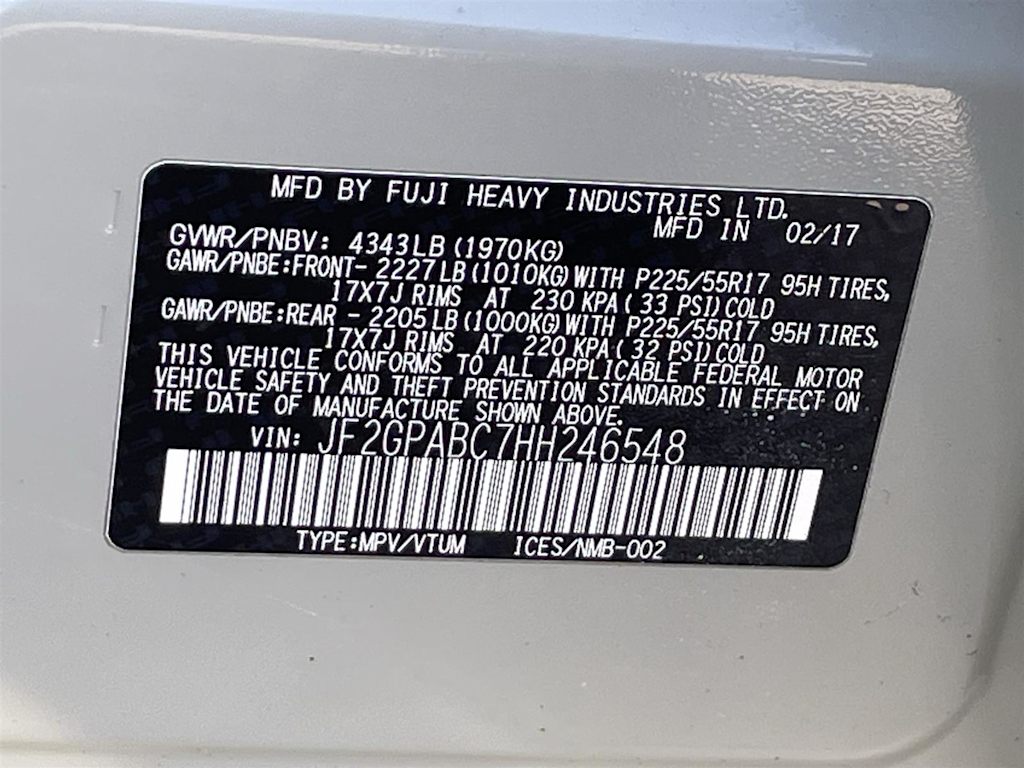 MFD BY FUJI HEAVY INDUSTRIES LTD.
MFD IN 02/17
GVWR/PNBV: 4343LB (1970KG)
GAWR/PNBE:FRONT- 2227LB (1010KG) WITH P225/55R17 95H TIRES,
17X7J RIMS AT 230 KPA ( 33 PSI) COLD
GAWR/PNBE:REAR - 2205LB (1000KG) WITH P225/55R17 95H TIRES,
17X7J RIMS AT 220 KPA ( 32 PSI) COLD
THIS VEHICLE CONFORMS TO ALL APPLICABLE FEDERAL MOTOR
VEHICLE SAFETY AND THEFT PREVENTION STANDARDS IN EFFECT ON
THE DATE OF MANUFACTURE SHOWN ABOVE.
VIN: JF2GPABC7HH246548
TYPE:MPV/VTUM ICES/NMB-002